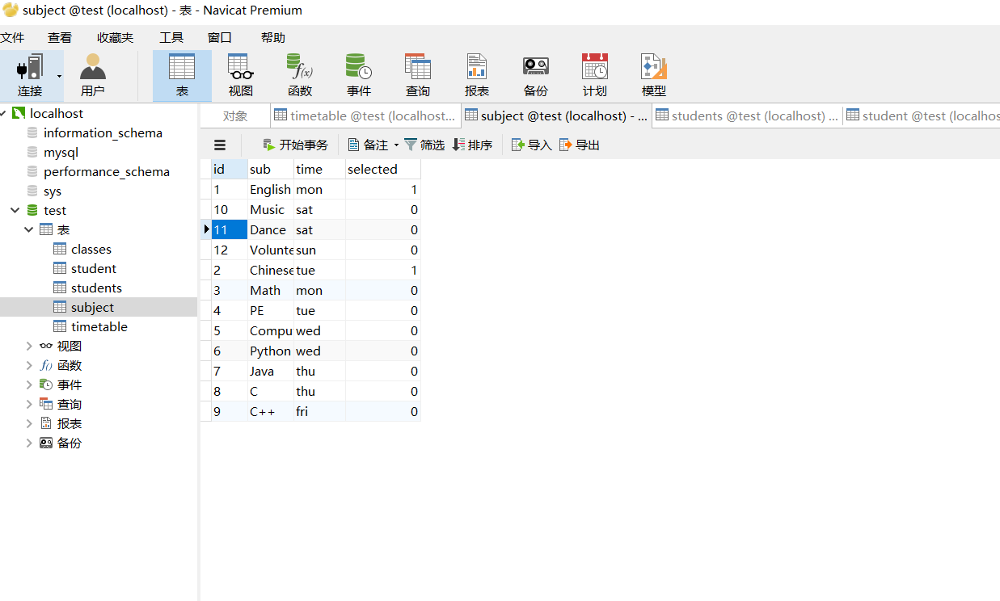 subject @test (localhost) - 表 - Navicat Premium
文件 查看 收藏夹 工具 窗口 帮助
连接 用户 表 视图 函数 事件 查询 报表 备份 计划 模型
对象 timetable @test (localhost... subject @test (localhost) - ... students @test (localhost) ... student @test (localhos
开始事务 备注 筛选 排序 导入 导出
localhost
information_schema
mysql
performance_schema
sys
test
表
classes
student
students
subject
timetable
视图
函数
事件
查询
报表
备份
id sub time selected
1 English mon 1
10 Music sat 0
11 Dance sat 0
12 Volunte sun 0
2 Chinese tue 1
3 Math mon 0
4 PE tue 0
5 Compu wed 0
6 Python wed 0
7 Java thu 0
8 C thu 0
9 C++ fri 0